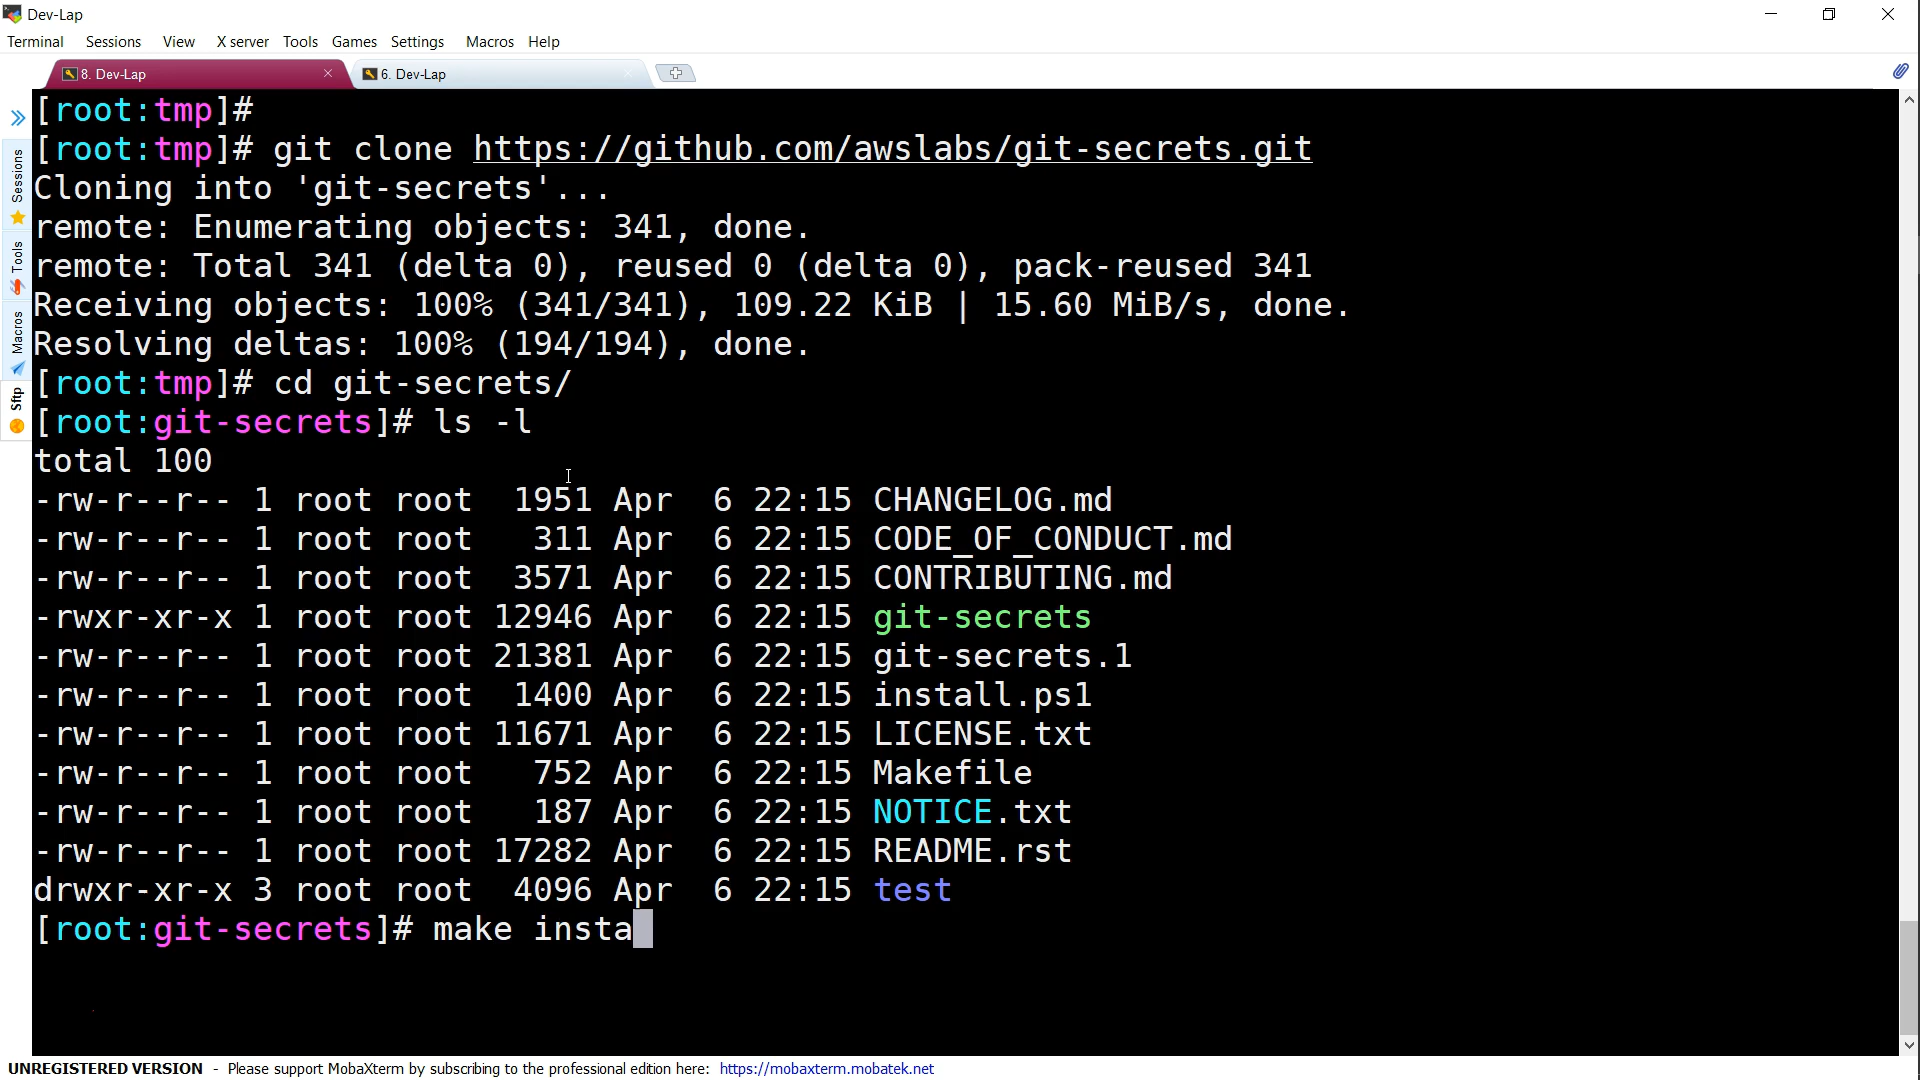 Dev-Lap
Terminal Sessions View X server Tools Games Settings Macros Help
8. Dev-Lap 6. Dev-Lap
Sessions
Tools
Macros
Sftp
[root:tmp]#
[root:tmp]# git clone https://github.com/awslabs/git-secrets.git
Cloning into 'git-secrets'...
remote: Enumerating objects: 341, done.
remote: Total 341 (delta 0), reused 0 (delta 0), pack-reused 341
Receiving objects: 100% (341/341), 109.22 KiB | 15.60 MiB/s, done.
Resolving deltas: 100% (194/194), done.
[root:tmp]# cd git-secrets/
[root:git-secrets]# ls -l
total 100
-rw-r--r-- 1 root root  1951 Apr  6 22:15 CHANGELOG.md
-rw-r--r-- 1 root root   311 Apr  6 22:15 CODE_OF_CONDUCT.md
-rw-r--r-- 1 root root  3571 Apr  6 22:15 CONTRIBUTING.md
-rwxr-xr-x 1 root root 12946 Apr  6 22:15 git-secrets
-rw-r--r-- 1 root root 21381 Apr  6 22:15 git-secrets.1
-rw-r--r-- 1 root root  1400 Apr  6 22:15 install.ps1
-rw-r--r-- 1 root root 11671 Apr  6 22:15 LICENSE.txt
-rw-r--r-- 1 root root   752 Apr  6 22:15 Makefile
-rw-r--r-- 1 root root   187 Apr  6 22:15 NOTICE.txt
-rw-r--r-- 1 root root 17282 Apr  6 22:15 README.rst
drwxr-xr-x 3 root root  4096 Apr  6 22:15 test
[root:git-secrets]# make insta
UNREGISTERED VERSION - Please support MobaXterm by subscribing to the professional edition here: https://mobaxterm.mobatek.net